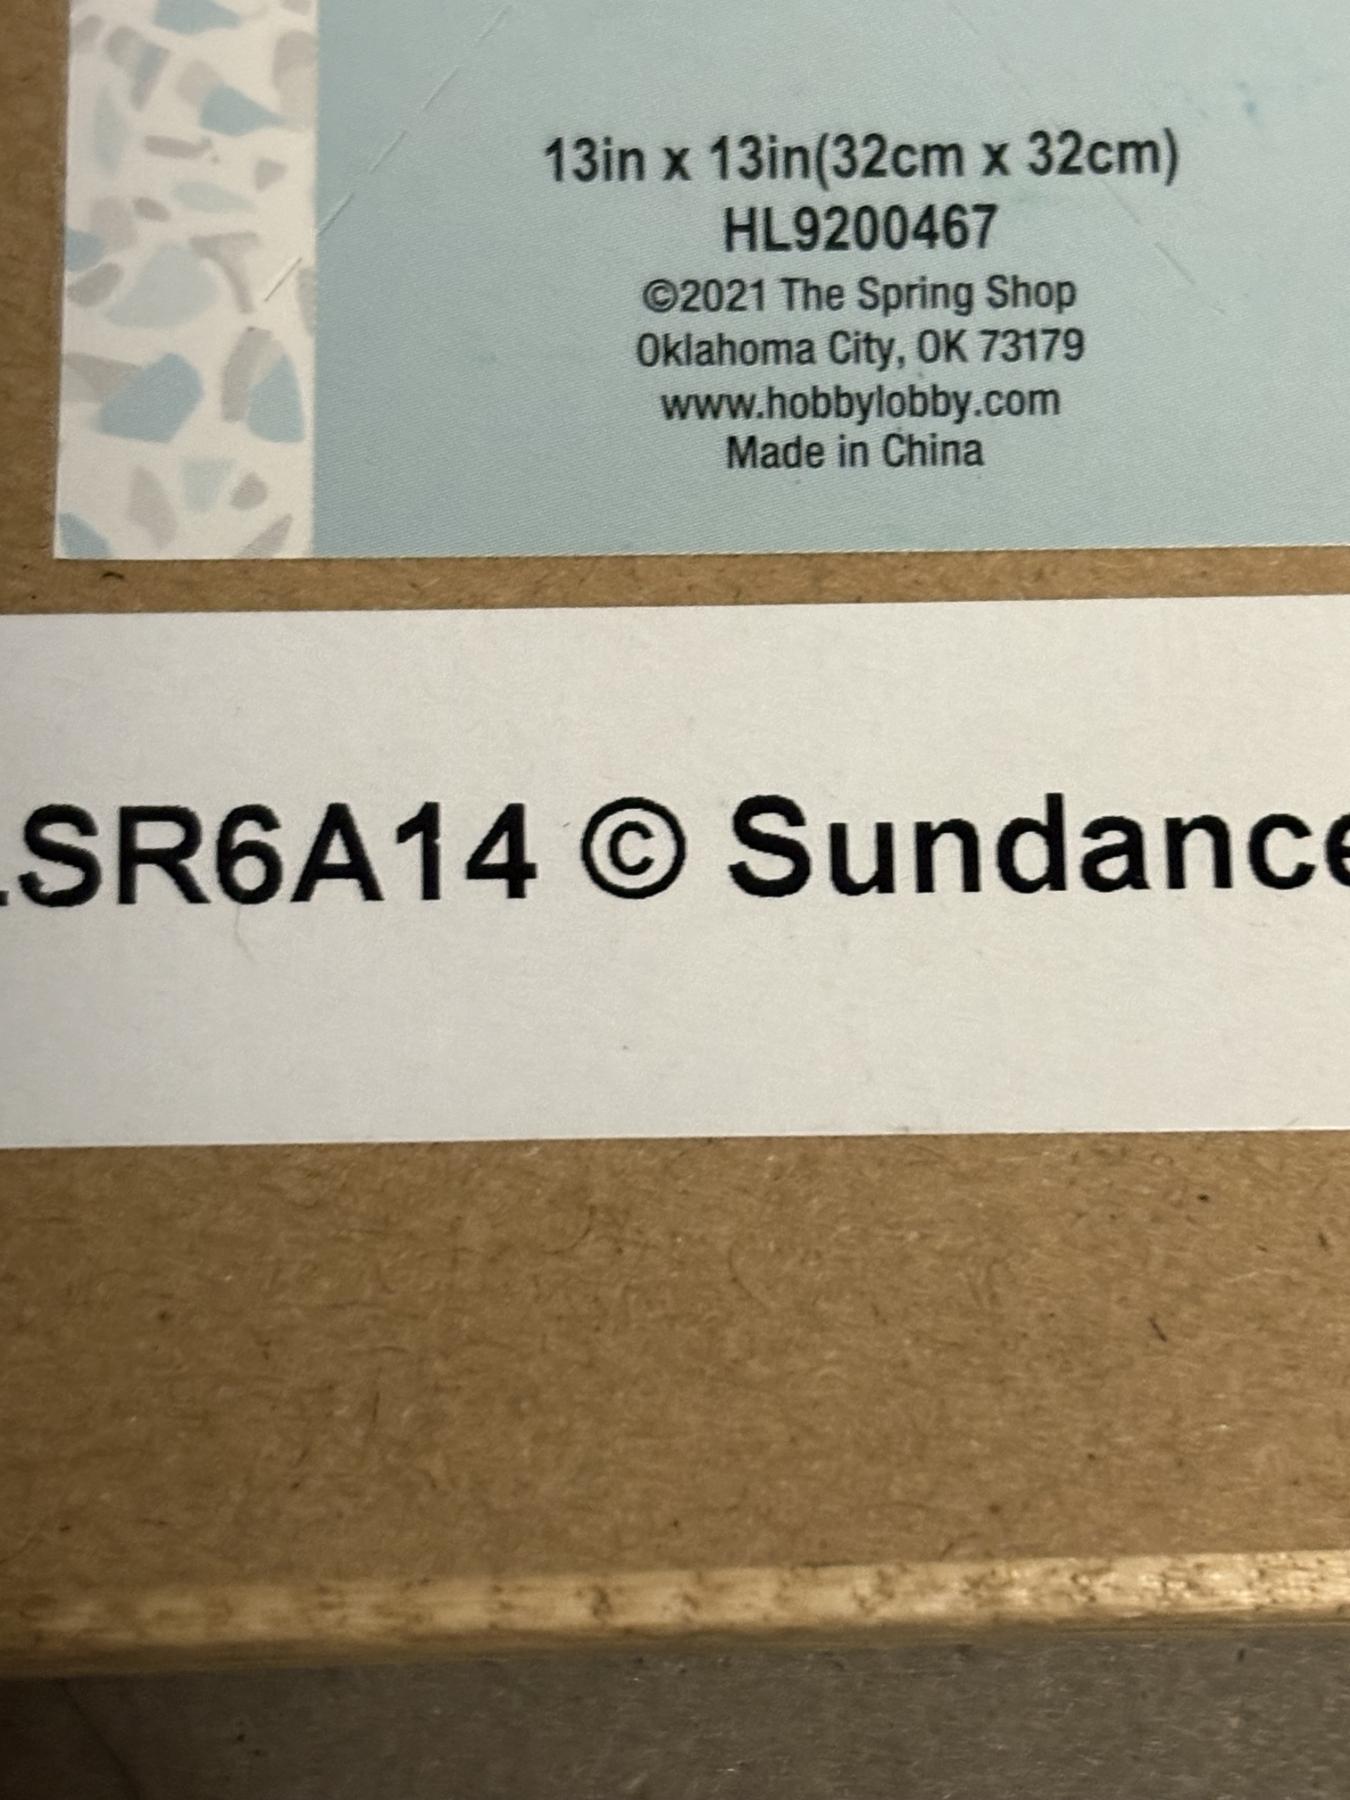 13in x 13in(32cm x 32cm)
HL9200467
©2021 The Spring Shop
Oklahoma City, OK 73179
www.hobbylobby.com
Made in China
SR6A14 © Sundance